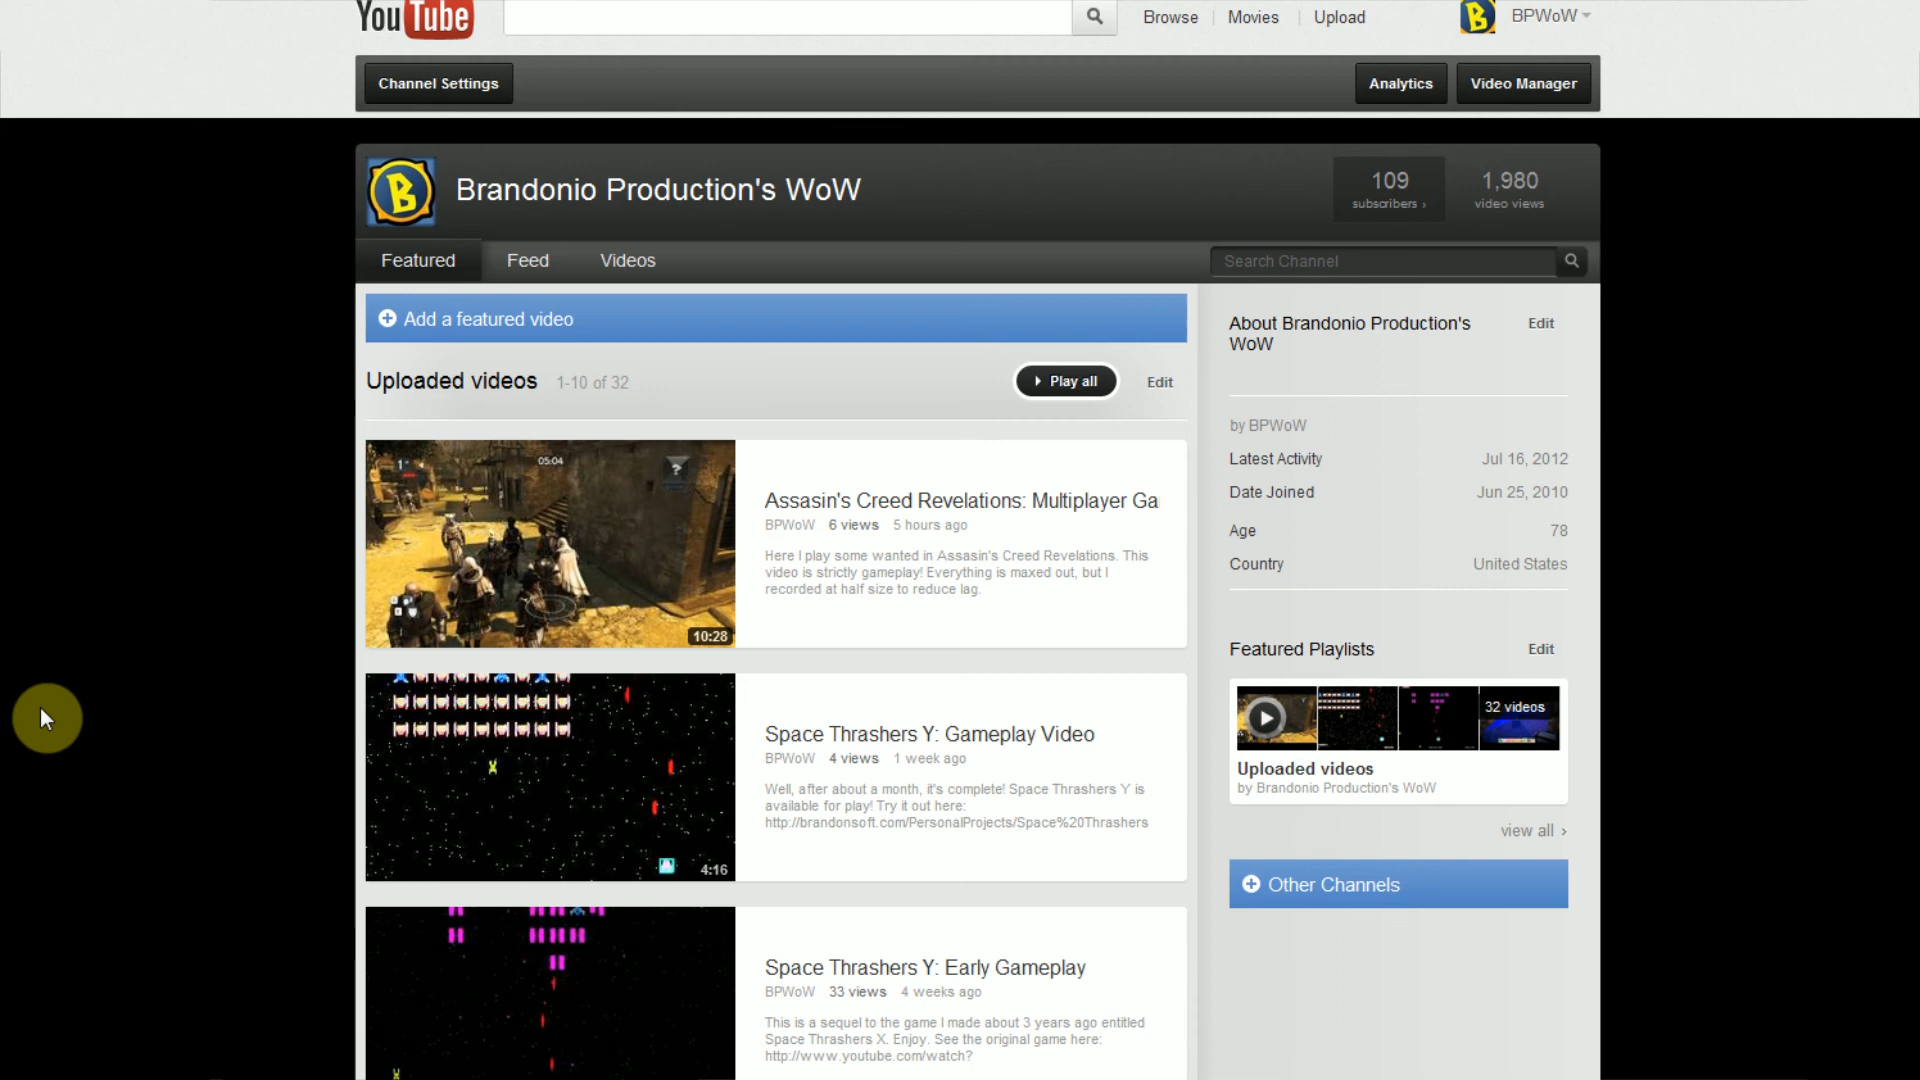 YouTube
Browse
Movies
Upload
BPWoW
Channel Settings
Analytics
Video Manager
B
Brandonio Production's WoW
109
subscribers ›
1,980
video views
Featured
Feed
Videos
Search Channel
Add a featured video
Uploaded videos 1-10 of 32
Play all
Edit
05:04
10:28
Assasin's Creed Revelations: Multiplayer Ga
BPWoW 6 views 5 hours ago
Here I play some wanted in Assasin's Creed Revelations. This
video is strictly gameplay! Everything is maxed out, but I
recorded at half size to reduce lag.
4:16
Space Thrashers Y: Gameplay Video
BPWoW 4 views 1 week ago
Well, after about a month, it's complete! Space Thrashers Y is
available for play! Try it out here:
http://brandonsoft.com/PersonalProjects/Space%20Thrashers
Space Thrashers Y: Early Gameplay
BPWoW 33 views 4 weeks ago
This is a sequel to the game I made about 3 years ago entitled
Space Thrashers X. Enjoy. See the original game here:
http://www.youtube.com/watch?
About Brandonio Production's
WoW
Edit
by BPWoW
Latest Activity Jul 16, 2012
Date Joined Jun 25, 2010
Age 78
Country United States
Featured Playlists Edit
32 videos
Uploaded videos
by Brandonio Production's WoW
view all ›
Other Channels